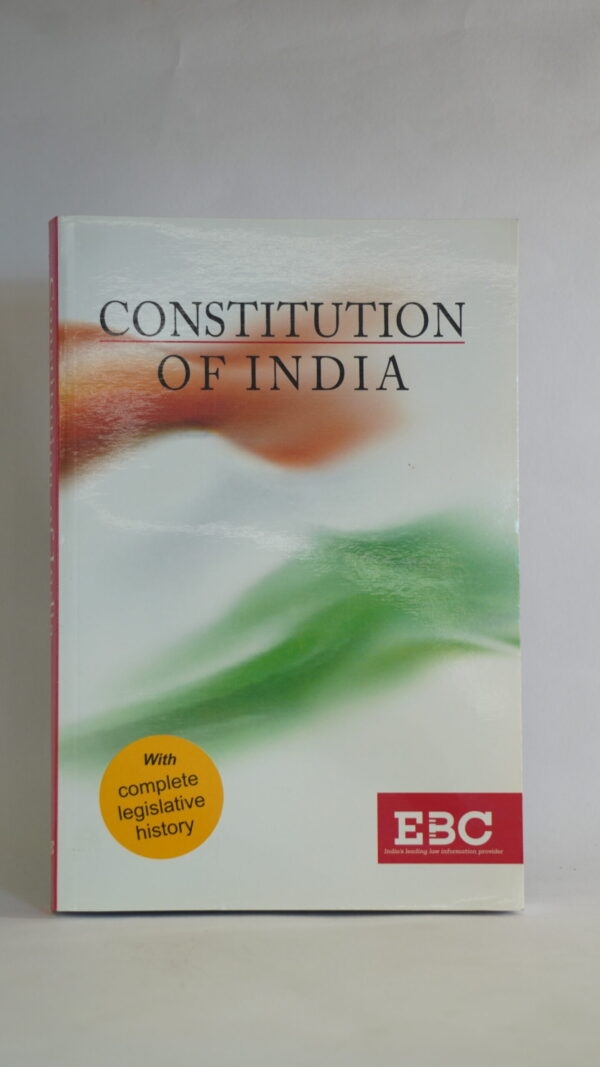 CONSTITUTION
OF INDIA
With
complete
legislative
history
EBC
India's leading law information provider